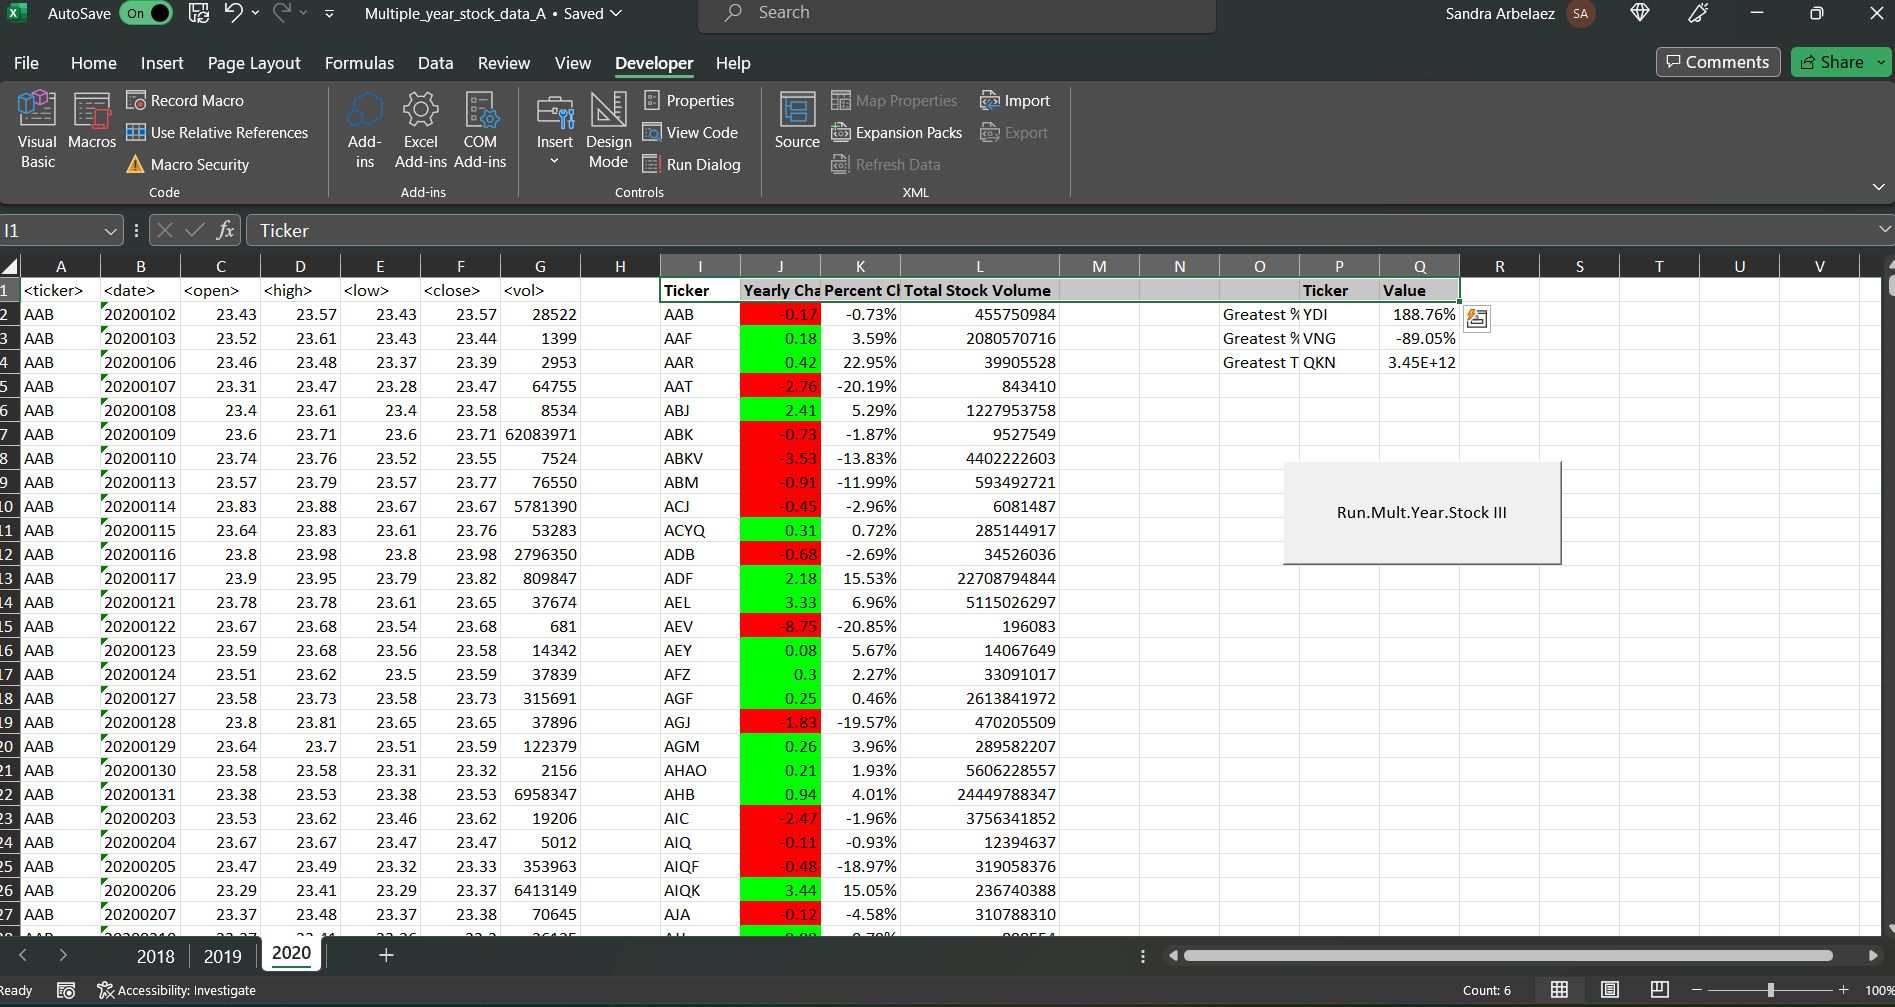 AutoSave On Multiple_year_stock_data_A • Saved Search Sandra Arbelaez SA
File Home Insert Page Layout Formulas Data Review View Developer Help Comments Share
Visual Basic
Macros
Record Macro
Use Relative References
Macro Security
Code
Add-ins
Excel Add-ins
COM Add-ins
Add-ins
Insert
Design Mode
Properties
View Code
Run Dialog
Controls
Source
Map Properties
Expansion Packs
Refresh Data
Import
Export
XML
I1 fx Ticker
A B C D E F G H I J K L M N O P Q R S T U V
1 <ticker> <date> <open> <high> <low> <close> <vol> Ticker Yearly Cha Percent Cl Total Stock Volume Ticker Value
2 AAB 20200102 23.43 23.57 23.43 23.57 28522 AAB -0.17 -0.73% 455750984 Greatest % YDI 188.76%
3 AAB 20200103 23.52 23.61 23.43 23.44 1399 AAF 0.18 3.59% 2080570716 Greatest % VNG -89.05%
4 AAB 20200106 23.46 23.48 23.37 23.39 2953 AAR 0.42 22.95% 39905528 Greatest T QKN 3.45E+12
5 AAB 20200107 23.31 23.47 23.28 23.47 64755 AAT -2.76 -20.19% 843410
6 AAB 20200108 23.4 23.61 23.4 23.58 8534 ABJ 2.41 5.29% 1227953758
7 AAB 20200109 23.6 23.71 23.6 23.71 62083971 ABK -0.73 -1.87% 9527549
8 AAB 20200110 23.74 23.76 23.52 23.55 7524 ABKV -3.53 -13.83% 4402222603
9 AAB 20200113 23.57 23.79 23.57 23.77 76550 ABM -0.91 -11.99% 593492721
10 AAB 20200114 23.83 23.88 23.67 23.67 5781390 ACJ -0.45 -2.96% 6081487
Run.Mult.Year.Stock III
11 AAB 20200115 23.64 23.83 23.61 23.76 53283 ACYQ 0.31 0.72% 285144917
12 AAB 20200116 23.8 23.98 23.8 23.98 2796350 ADB -0.68 -2.69% 34526036
13 AAB 20200117 23.9 23.95 23.79 23.82 809847 ADF 2.18 15.53% 22708794844
14 AAB 20200121 23.78 23.78 23.61 23.65 37674 AEL 3.33 6.96% 5115026297
15 AAB 20200122 23.67 23.68 23.54 23.68 681 AEV -8.75 -20.85% 196083
16 AAB 20200123 23.59 23.68 23.56 23.58 14342 AEY 0.08 5.67% 14067649
17 AAB 20200124 23.51 23.62 23.5 23.59 37839 AFZ 0.3 2.27% 33091017
18 AAB 20200127 23.58 23.73 23.58 23.73 315691 AGF 0.25 0.46% 2613841972
19 AAB 20200128 23.8 23.81 23.65 23.65 37896 AGJ -1.83 -19.57% 470205509
20 AAB 20200129 23.64 23.7 23.51 23.59 122379 AGM 0.26 3.96% 289582207
21 AAB 20200130 23.58 23.58 23.31 23.32 2156 AHAO 0.21 1.93% 5606228557
22 AAB 20200131 23.38 23.53 23.38 23.53 6958347 AHB 0.94 4.01% 24449788347
23 AAB 20200203 23.53 23.62 23.46 23.62 19206 AIC -2.47 -1.96% 3756341852
24 AAB 20200204 23.67 23.67 23.47 23.47 5012 AIQ -0.11 -0.93% 12394637
25 AAB 20200205 23.47 23.49 23.32 23.33 353963 AIQF -0.48 -18.97% 319058376
26 AAB 20200206 23.29 23.41 23.29 23.37 6413149 AIQK 3.44 15.05% 236740388
27 AAB 20200207 23.37 23.48 23.37 23.38 70645 AJA -0.12 -4.58% 310788310
2018 2019 2020
Ready Accessibility: Investigate Count: 6 100%